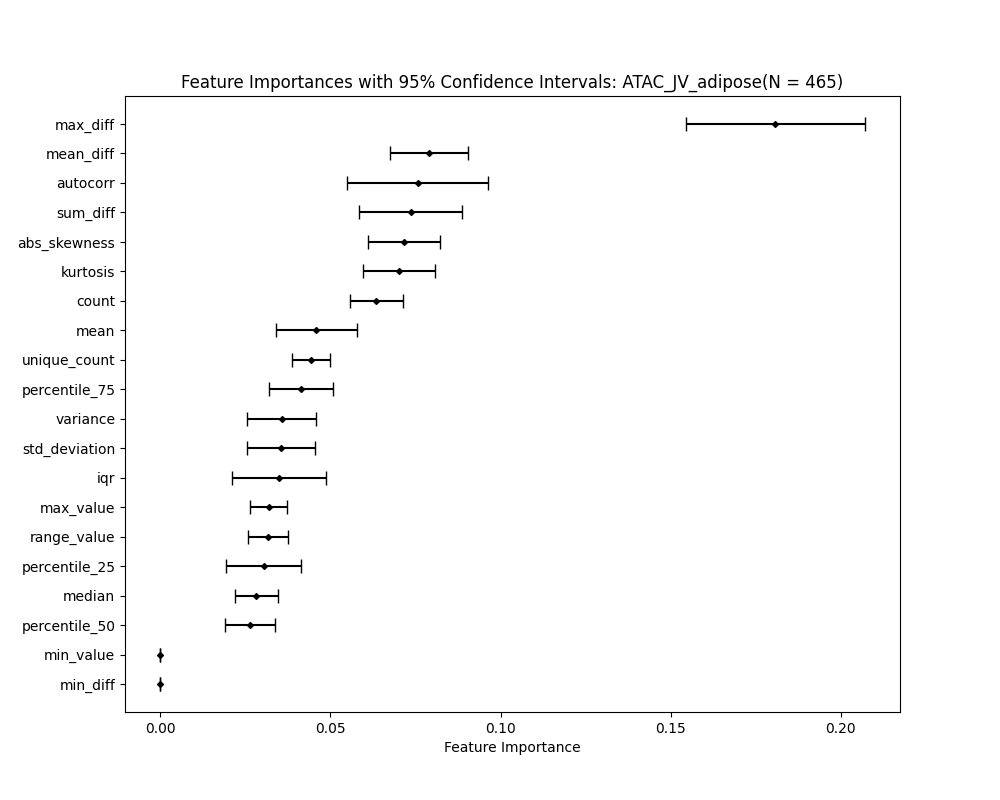 Feature Importances with 95% Confidence Intervals: ATAC_JV_adipose(N = 465)
max_diff
mean_diff
autocorr
sum_diff
abs_skewness
kurtosis
count
mean
unique_count
percentile_75
variance
std_deviation
iqr
max_value
range_value
percentile_25
median
percentile_50
min_value
min_diff
0.00 0.05 0.10 0.15 0.20
Feature Importance